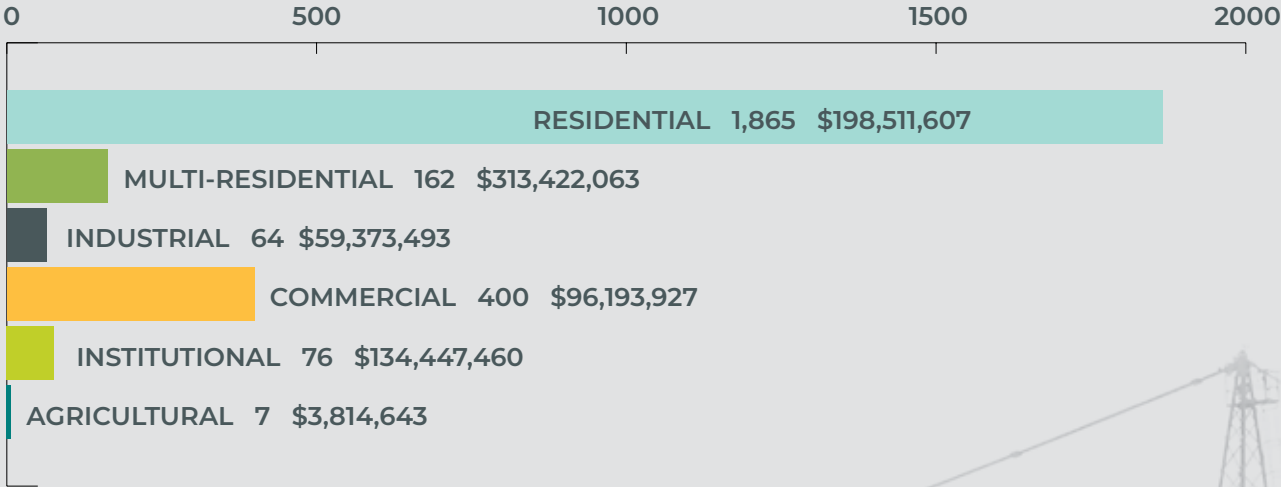 0 500 1000 1500 2000
RESIDENTIAL 1,865 $198,511,607
MULTI-RESIDENTIAL 162 $313,422,063
INDUSTRIAL 64 $59,373,493
COMMERCIAL 400 $96,193,927
INSTITUTIONAL 76 $134,447,460
AGRICULTURAL 7 $3,814,643